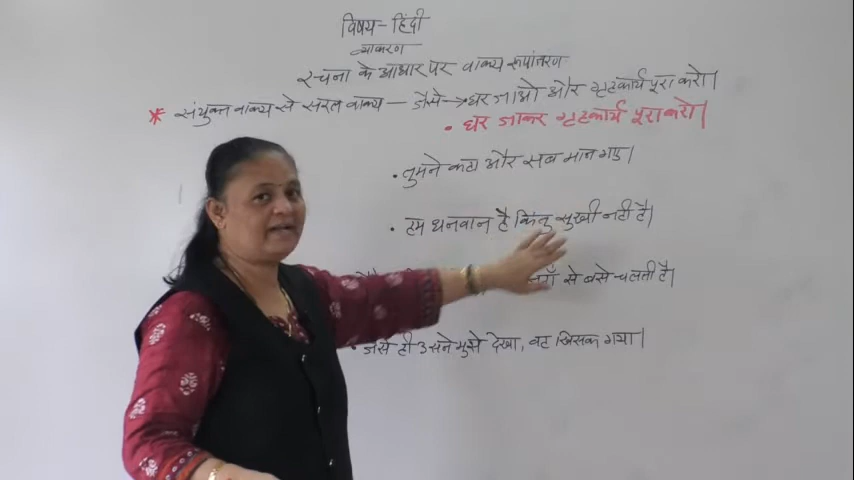 विषय - हिंदी
व्याकरण
रचना के आधार पर वाक्य रूपांतरण
* संयुक्त वाक्य से सरल वाक्य - जैसे → घर जाओ और गृहकार्य पूरा करो।
• घर जाकर गृहकार्य पूरा करो।
• तुमने कहा और सब मान गए।
• हम धनवान है किंतु सुखी नही है।
से बसे चलती है।
• जैसे ही उसने मुझे देखा, वह खिसक गया।